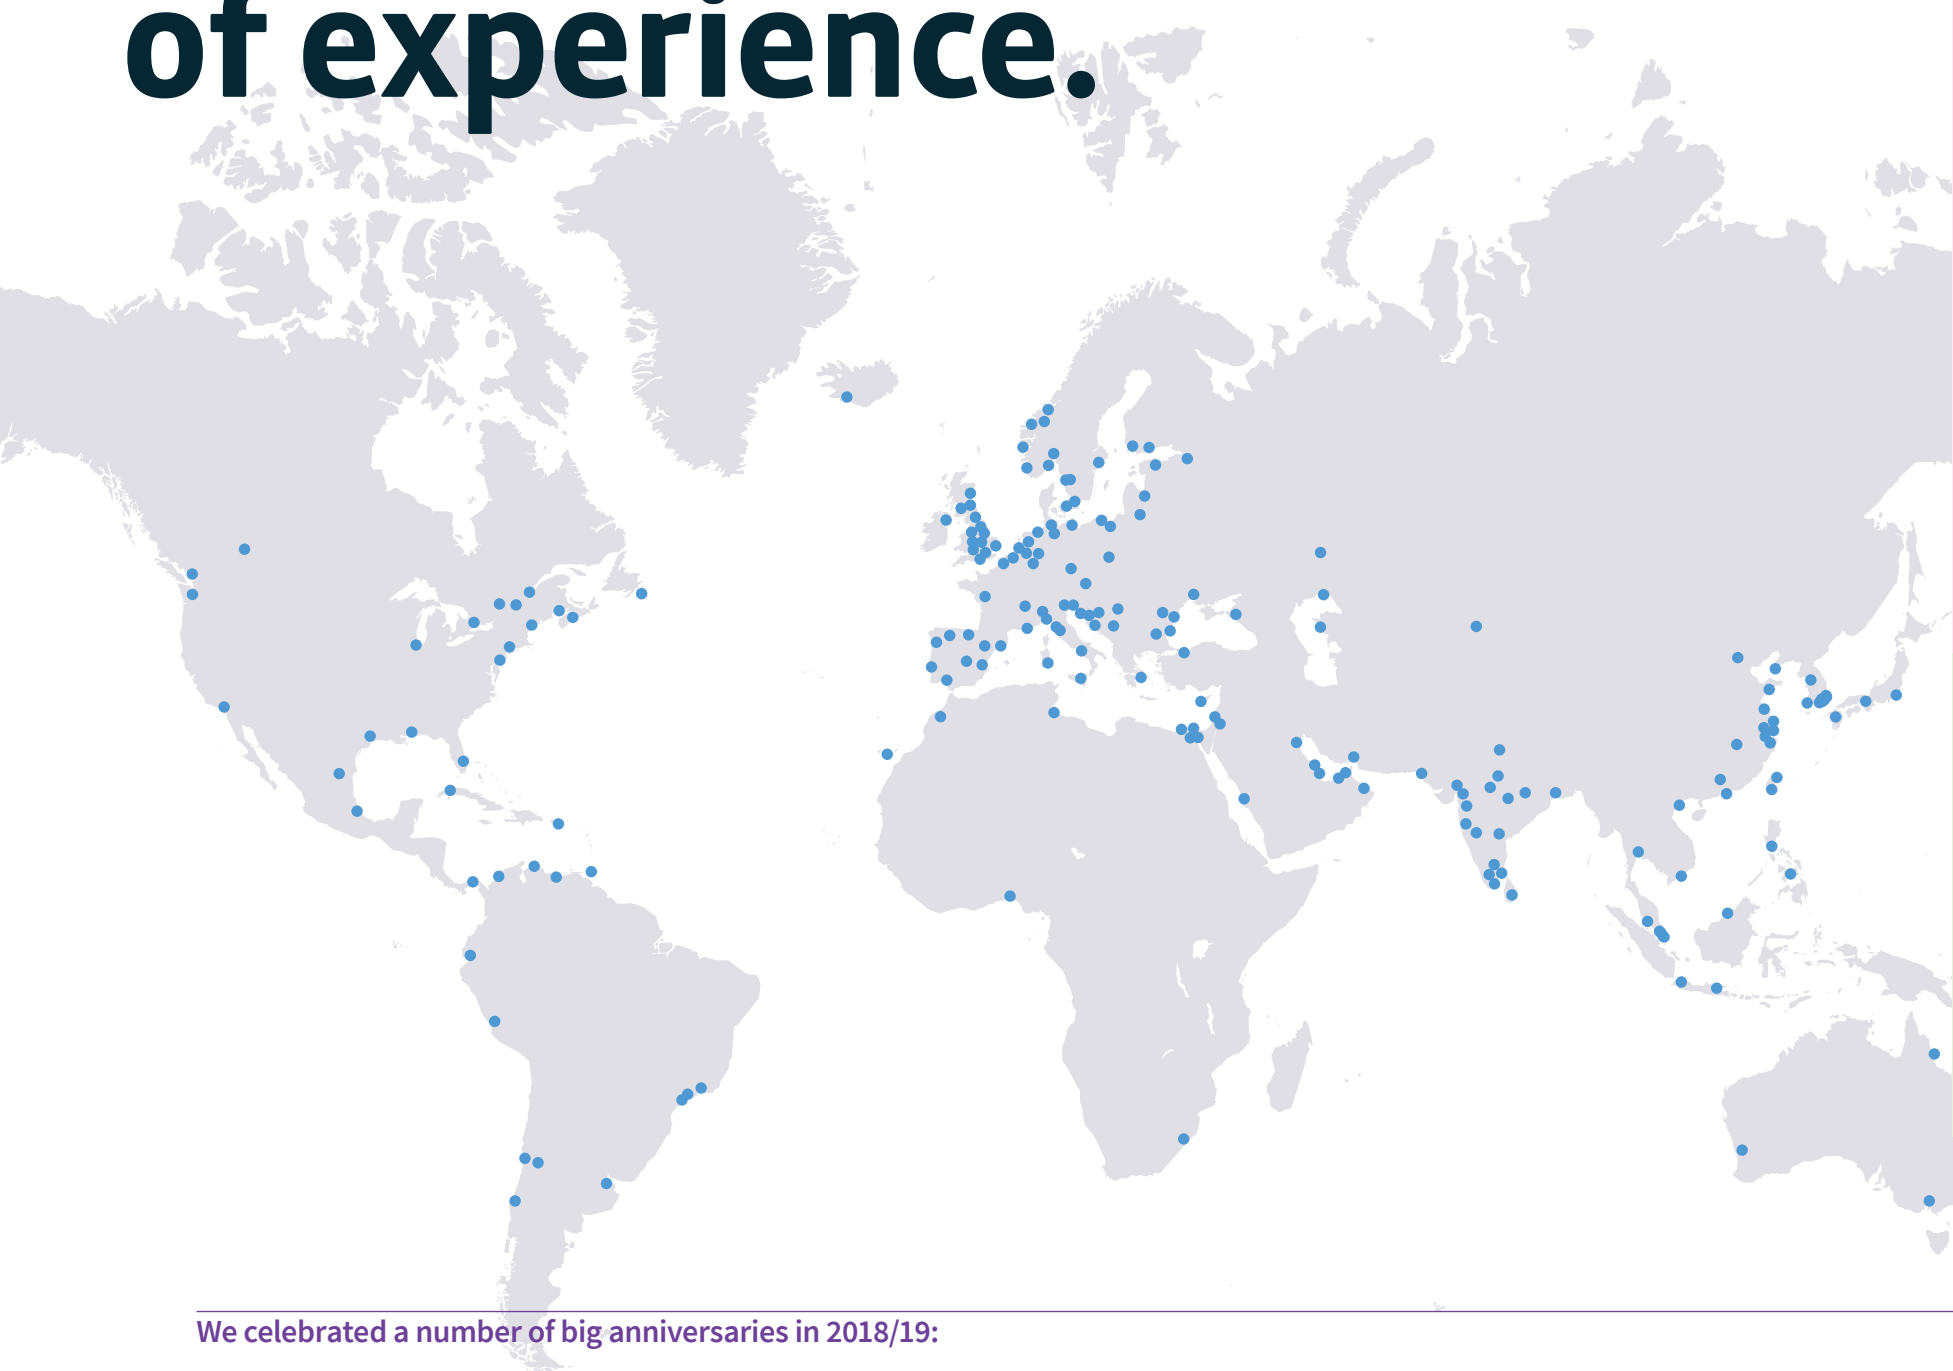 of experience.
We celebrated a number of big anniversaries in 2018/19: